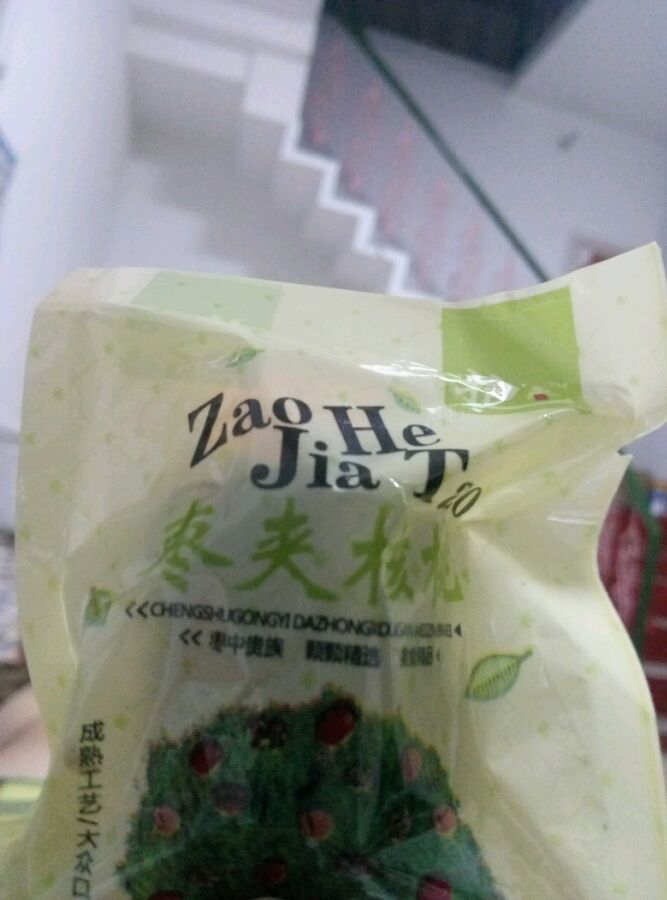 Zao He
Jia Tao
枣夹核桃
<<CHENGSHUGONGYI DAZHONG
<< 枣中贵族 颗颗精选
成熟工艺/大众口